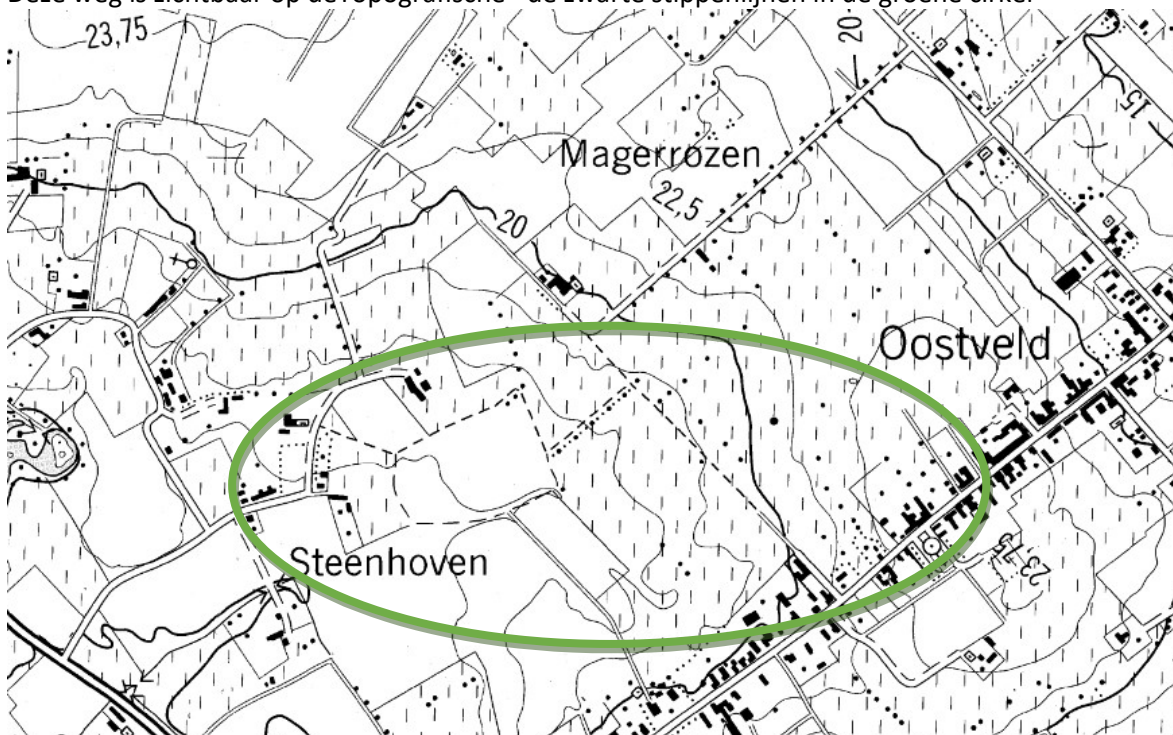 Deze weg is zichtbaar op de Topografische - de zwarte stippenlijnen in de groene cirkel
23,75
20
15
Magerrozen
22,5
20
Oostveld
Steenhoven
23,75